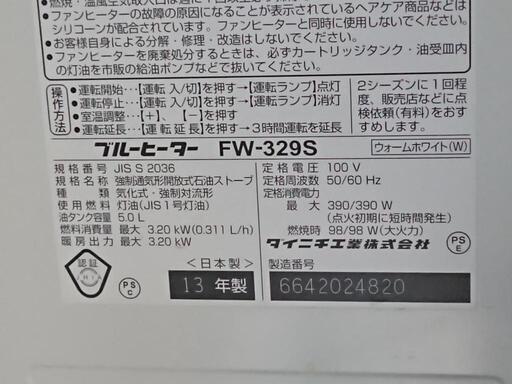 ファンヒーターの故障の原因になることが表示されているヘアケア商品などは
シリコーンが配合されています。ファンヒーターと同時に使用しないでください。
●お客様自身による分解・修理・改造はしないでください。
●ファンヒーターを廃棄処分するときは、必ずカートリッジタンク・油受皿内
の灯油を市販の給油ポンプなどで抜いてください。
操作方法
●運転開始…[運転 入/切]を押す→[運転ランプ]点灯
●運転停止…[運転 入/切]を押す→[運転ランプ]消灯
●室温調整…[+]、[-]を押す
●運転延長…[運転延長]を押す→3時間運転を延長
2シーズンに1回程
度、販売店などに点
検依頼(有料)をおす
すめします。
ブルーヒーター FW-329S ウォームホワイト(W)
規格番号 JIS S 2036
規格名称 強制通気形開放式石油ストーブ
種類 気化式・強制対流形
使用燃料 灯油(JIS1号灯油)
油タンク容量 5.0 L
燃料消費量 最大 3.20 kW (0.311 L/h)
暖房出力 最大 3.20 kW
定格電圧 100 V
定格周波数 50/60 Hz
定格消費電力
最大 390/390 W
(点火初期に短時間発生)
燃焼時 98/98 W(大火力)
ダイニチ工業株式会社
PS
E
認証
JHIA
PS
C
<日本製>
13 年製
製造番号
6642024820